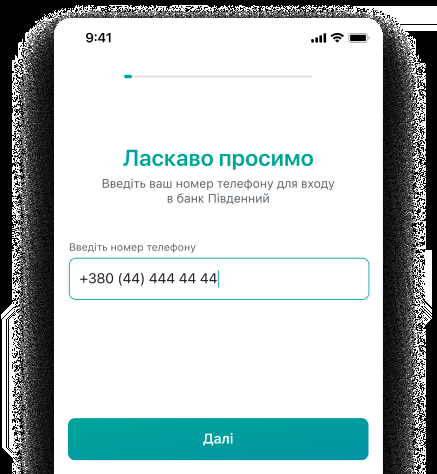 9:41
Ласкаво просимо
Введіть ваш номер телефону для входу
в банк Південний
Введіть номер телефону
+380 (44) 444 44 44
Далі